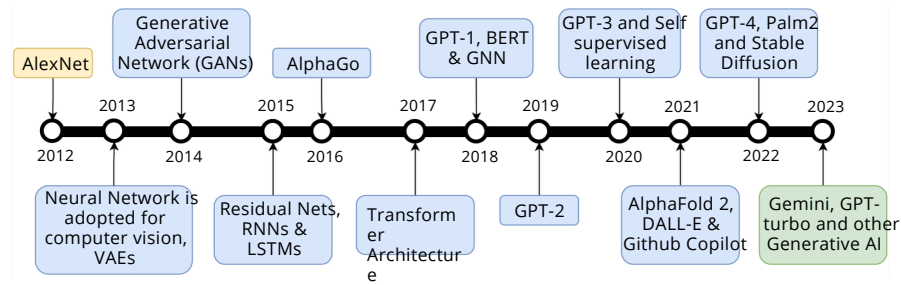 AlexNet
Generative
Adversarial
Network (GANs)
AlphaGo
GPT-1, BERT
& GNN
GPT-3 and Self
supervised
learning
GPT-4, Palm2
and Stable
Diffusion
2013
2015
2017
2019
2021
2023
2012
2014
2016
2018
2020
2022
Neural Network is
adopted for
computer vision,
VAEs
Residual Nets,
RNNs &
LSTMs
Transform
er
Architectur
e
GPT-2
AlphaFold 2,
DALL-E &
Github Copilot
Gemini, GPT-
turbo and other
Generative AI